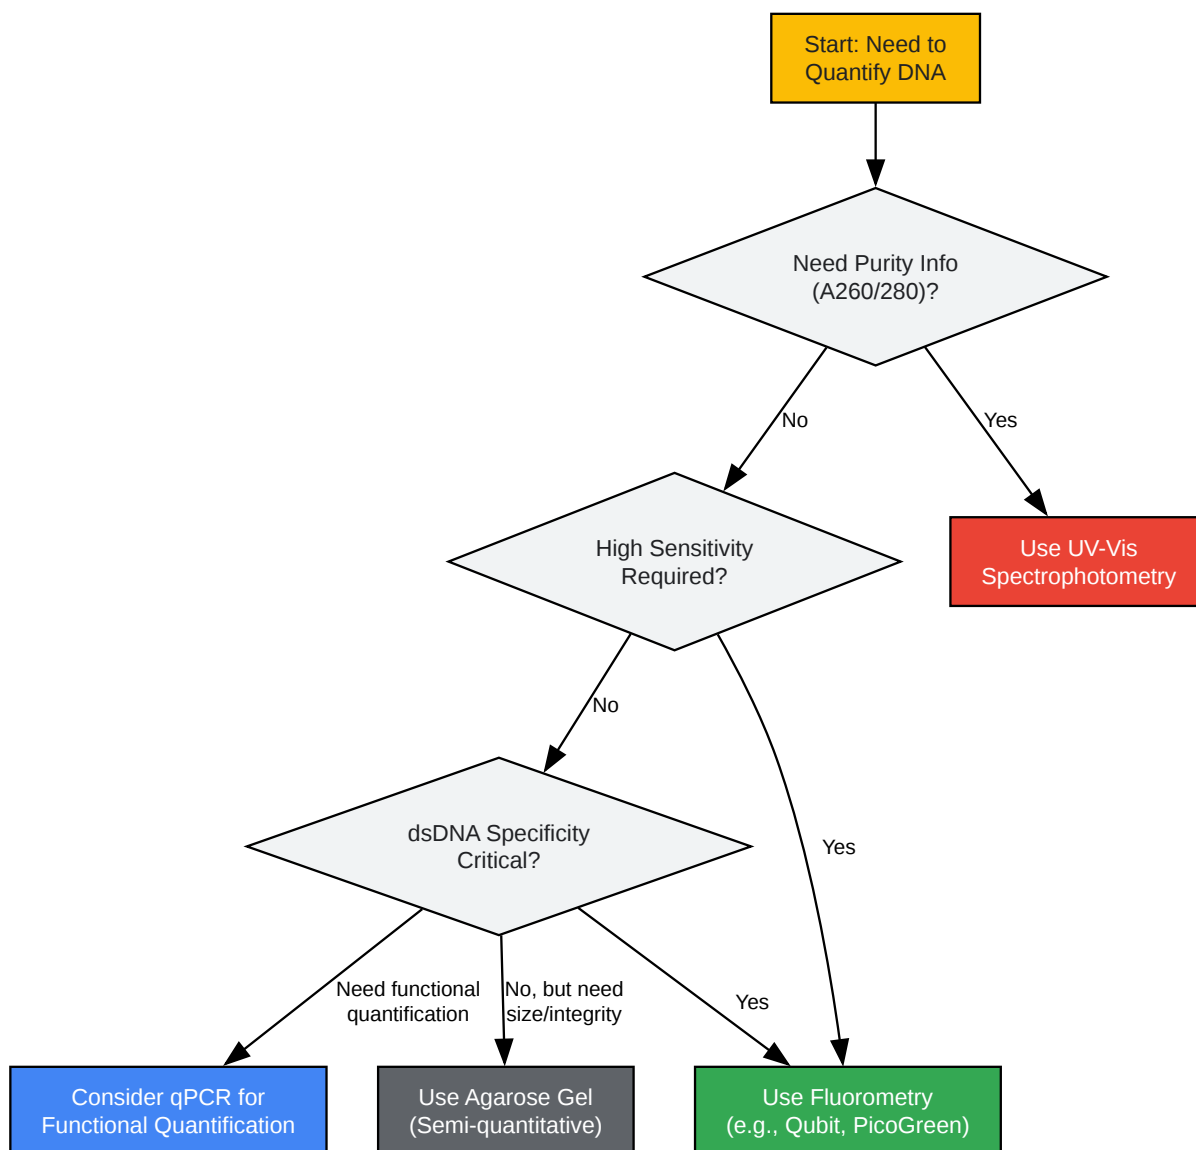 Start: Need to
Quantify DNA
Need Purity Info
(A260/280)?
No
Yes
High Sensitivity
Required?
Use UV-Vis
Spectrophotometry
No
dsDNA Specificity
Critical?
Yes
Need functional
quantification
No, but need
size/integrity
Yes
Consider qPCR for
Functional Quantification
Use Agarose Gel
(Semi-quantitative)
Use Fluorometry
(e.g., Qubit, PicoGreen)